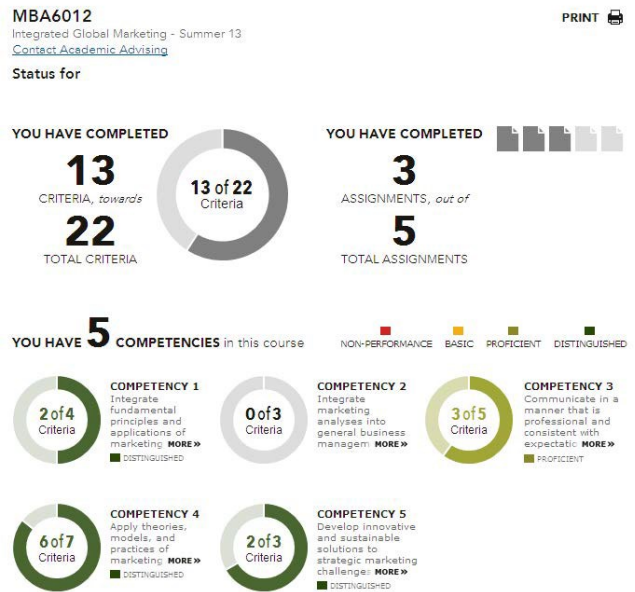 MBA6012
PRINT
Integrated Global Marketing - Summer 13
Contact Academic Advising
Status for
YOU HAVE COMPLETED
13
CRITERIA, towards
22
TOTAL CRITERIA
13 of 22
Criteria
YOU HAVE COMPLETED
3
ASSIGNMENTS, out of
5
TOTAL ASSIGNMENTS
YOU HAVE 5 COMPETENCIES in this course
NON-PERFORMANCE BASIC PROFICIENT DISTINGUISHED
2 of 4
Criteria
COMPETENCY 1
Integrate
fundamental
principles and
applications of
marketing MORE »
DISTINGUISHED
0 of 3
Criteria
COMPETENCY 2
Integrate
marketing
analyses into
general business
managem MORE »
3 of 5
Criteria
COMPETENCY 3
Communicate in a
manner that is
professional and
consistent with
expectatic MORE »
PROFICIENT
6 of 7
Criteria
COMPETENCY 4
Apply theories,
models, and
practices of
marketing MORE »
DISTINGUISHED
2 of 3
Criteria
COMPETENCY 5
Develop innovative
and sustainable
solutions to
strategic marketing
challenge: MORE »
DISTINGUISHED